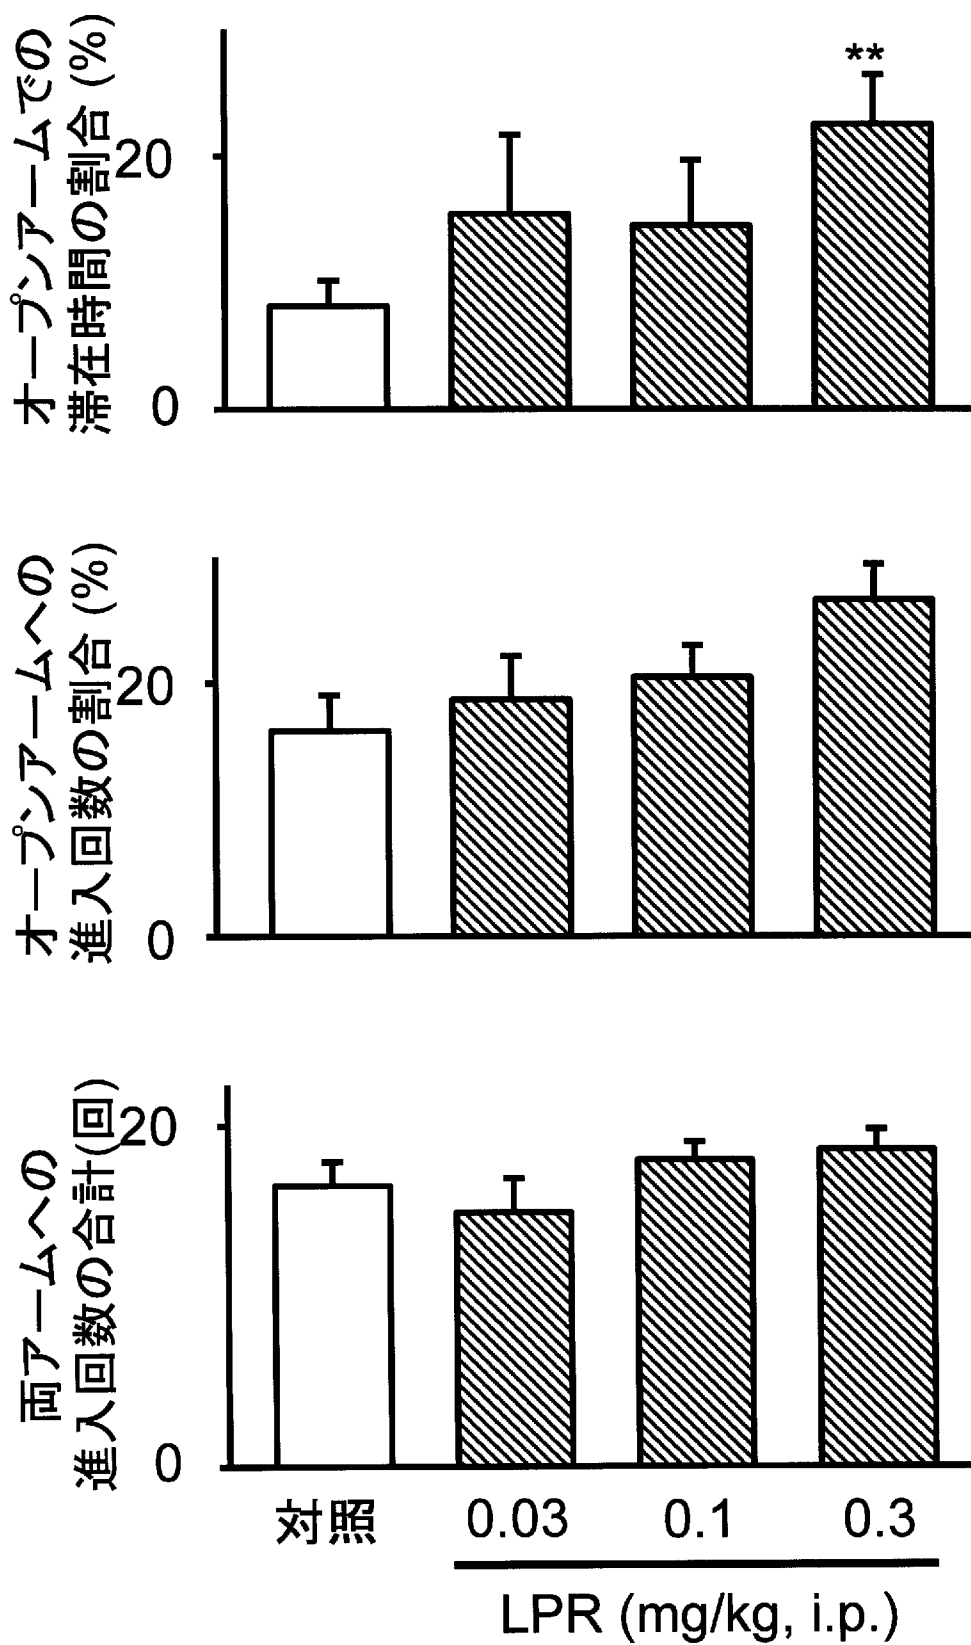 オープンアームでの
滞在時間の割合 (%)
**
20
0
オープンアームへの
進入回数の割合 (%)
20
0
両アームへの
進入回数の合計(回)
20
0
対照 0.03 0.1 0.3
LPR (mg/kg, i.p.)